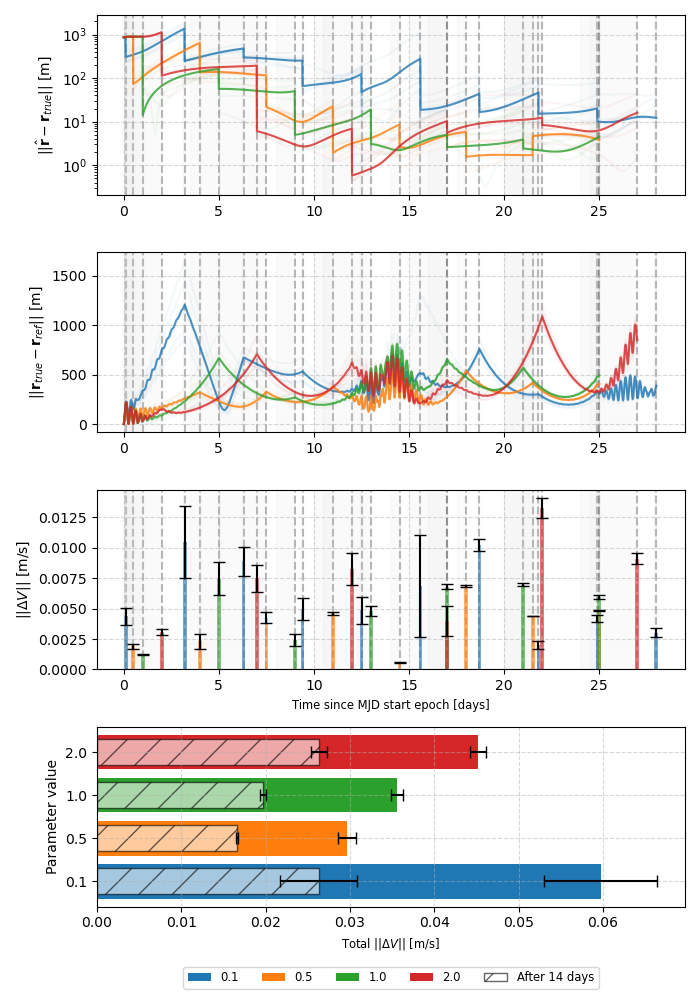 ||r̂ − r_true|| [m]
10³
10²
10¹
10⁰
0 5 10 15 20 25
||r_true − r_ref|| [m]
1500
1000
500
0
0 5 10 15 20 25
||ΔV|| [m/s]
0.0125
0.0100
0.0075
0.0050
0.0025
0.0000
0 5 10 15 20 25
Time since MJD start epoch [days]
Parameter value
2.0
1.0
0.5
0.1
0.00 0.01 0.02 0.03 0.04 0.05 0.06
Total ||ΔV|| [m/s]
0.1 0.5 1.0 2.0 After 14 days